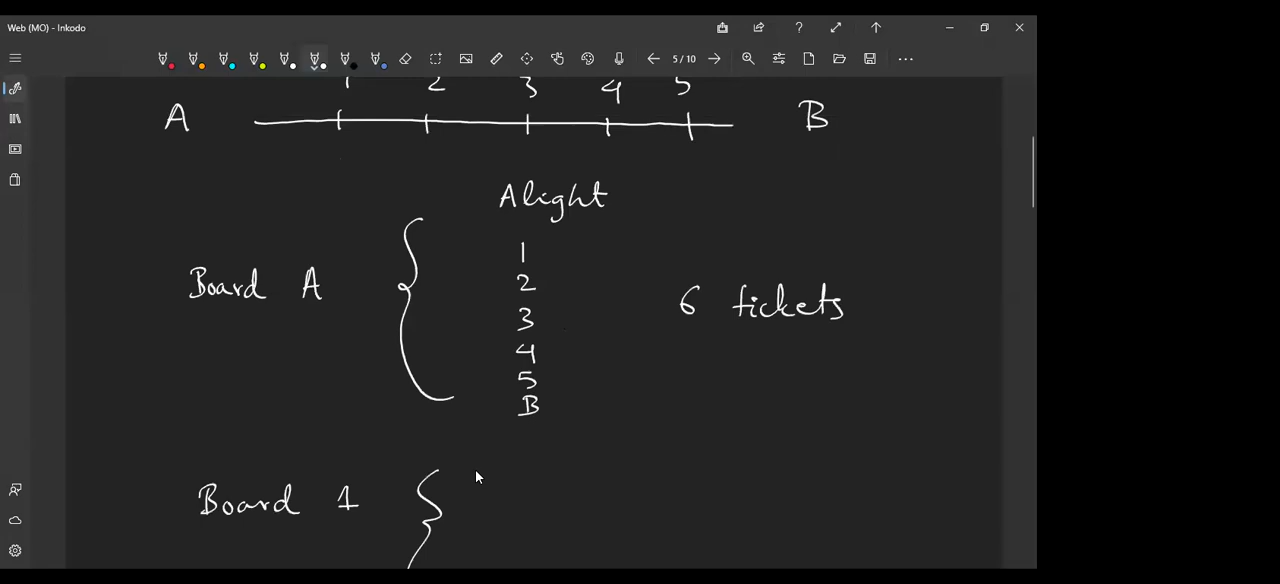 Web (MO) - Inkodo
5 / 10
1 2 3 4 5
A B
Alight
1
2
Board A
3
6 tickets
4
5
B
Board 1